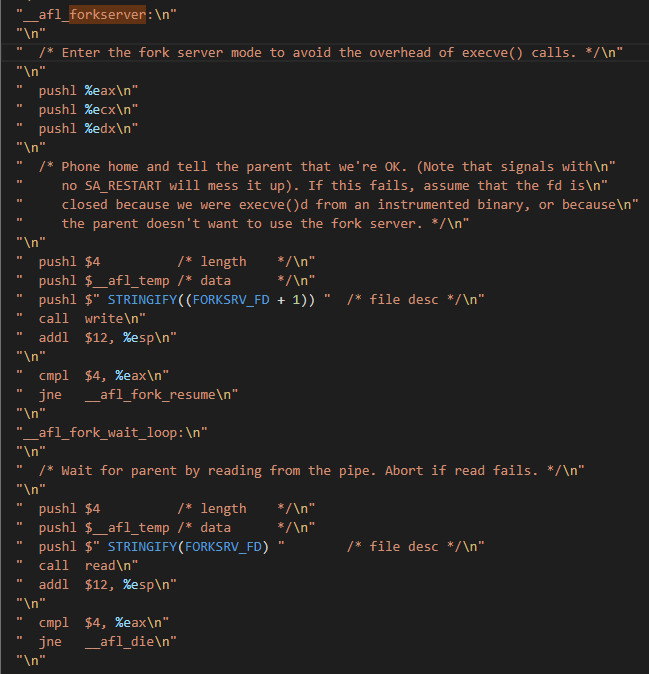 "__afl_forkserver:\n"
"\n"
"  /* Enter the fork server mode to avoid the overhead of execve() calls. */\n"
"\n"
"  pushl %eax\n"
"  pushl %ecx\n"
"  pushl %edx\n"
"\n"
"  /* Phone home and tell the parent that we're OK. (Note that signals with\n"
"     no SA_RESTART will mess it up). If this fails, assume that the fd is\n"
"     closed because we were execve()d from an instrumented binary, or because\n"
"     the parent doesn't want to use the fork server. */\n"
"\n"
"  pushl $4          /* length    */\n"
"  pushl $__afl_temp /* data      */\n"
"  pushl $" STRINGIFY((FORKSRV_FD + 1)) "  /* file desc */\n"
"  call  write\n"
"  addl  $12, %esp\n"
"\n"
"  cmpl  $4, %eax\n"
"  jne   __afl_fork_resume\n"
"\n"
"__afl_fork_wait_loop:\n"
"\n"
"  /* Wait for parent by reading from the pipe. Abort if read fails. */\n"
"\n"
"  pushl $4          /* length    */\n"
"  pushl $__afl_temp /* data      */\n"
"  pushl $" STRINGIFY(FORKSRV_FD) "        /* file desc */\n"
"  call  read\n"
"  addl  $12, %esp\n"
"\n"
"  cmpl  $4, %eax\n"
"  jne   __afl_die\n"
"\n"